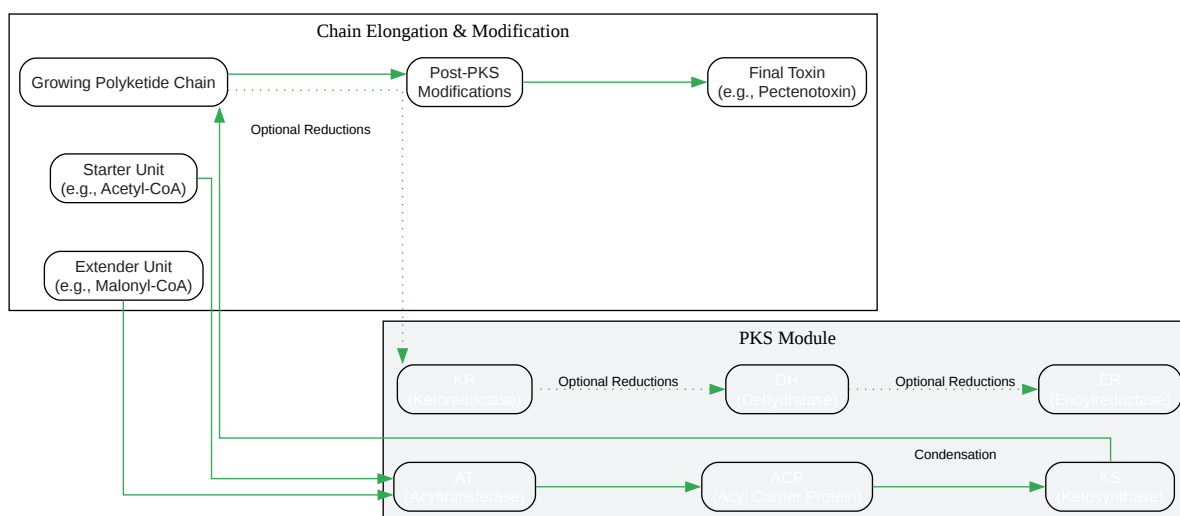 Chain Elongation & Modification
Growing Polyketide Chain
Post-PKS
Modifications
Final Toxin
(e.g., Pectenotoxin)
Optional Reductions
Starter Unit
(e.g., Acetyl-CoA)
Extender Unit
(e.g., Malonyl-CoA)
PKS Module
KR
(Ketoreductase)
Optional Reductions
DH
(Dehydratase)
Optional Reductions
ER
(Enoylreductase)
Condensation
AT
(Acyltransferase)
ACP
(Acyl Carrier Protein)
KS
(Ketosynthase)